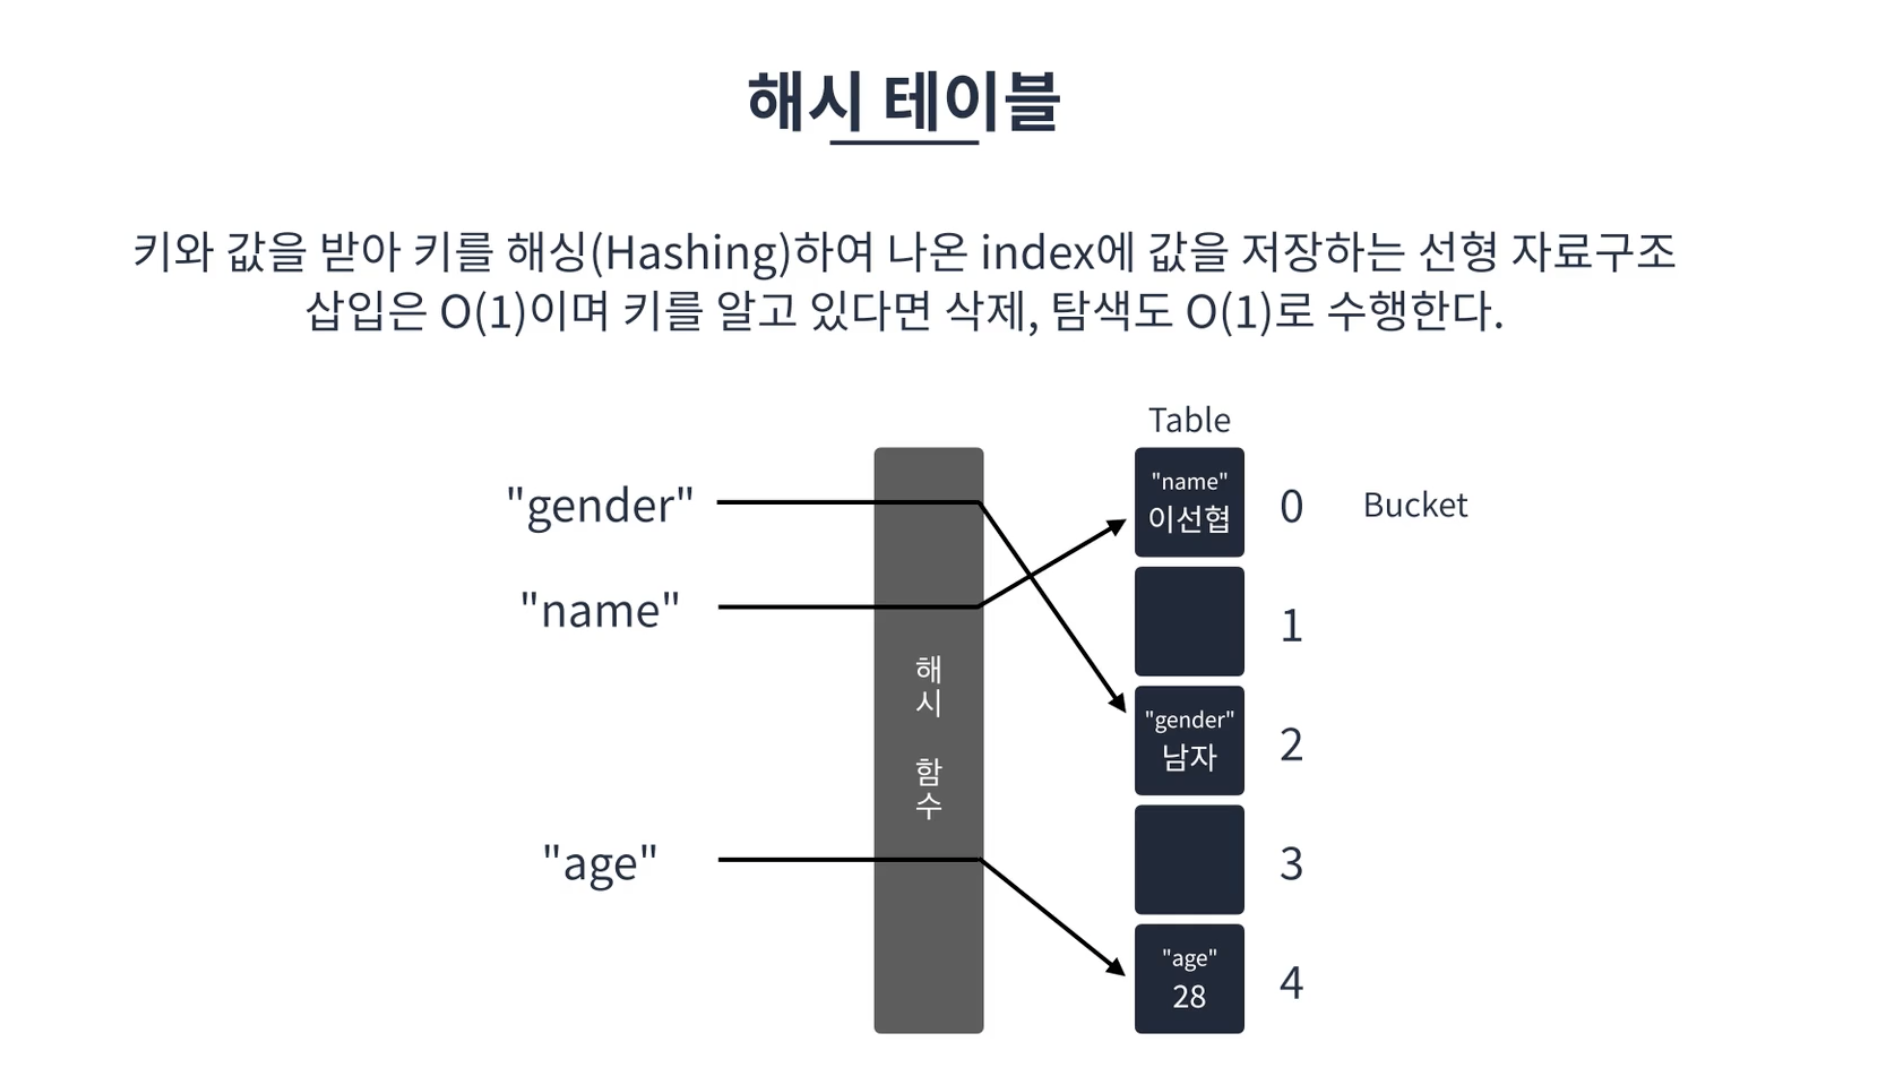 해시 테이블
키와 값을 받아 키를 해싱(Hashing)하여 나온 index에 값을 저장하는 선형 자료구조
삽입은 O(1)이며 키를 알고 있다면 삭제, 탐색도 O(1)로 수행한다.
Table
"gender"
"name"
"age"
해시 함수
"name"
이선협
0
Bucket
1
"gender"
남자
2
3
"age"
28
4